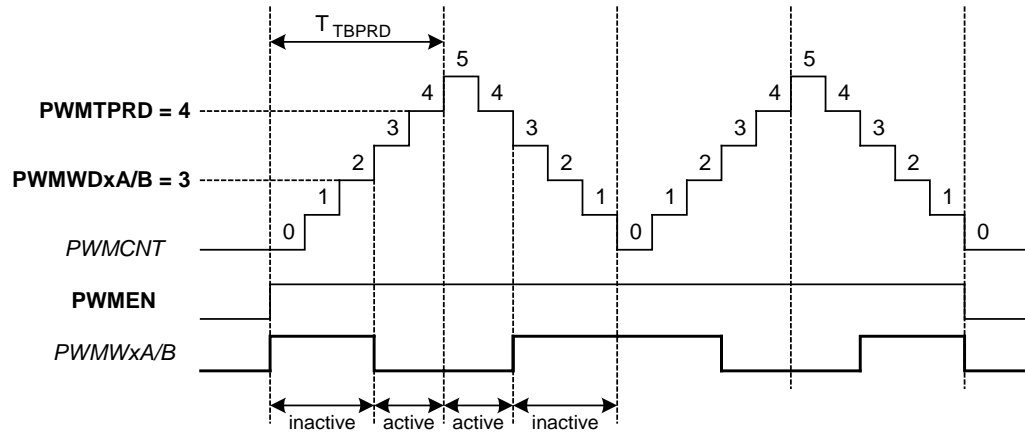 T TBPRD
5 5
PWMTPRD = 4 4 4 4 4
3 3 3 3
PWMWDxA/B = 3 2 2 2 2
1 1 1 1
0 0 0
PWMCNT
PWMEN
PWMWxA/B
inactive active active inactive